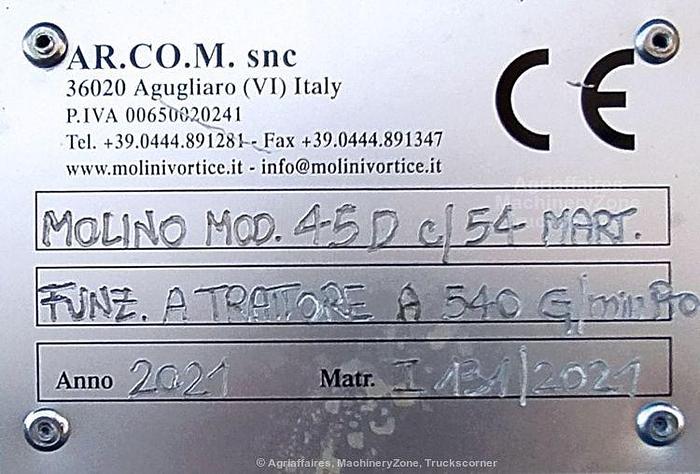 AR.CO.M. snc
36020 Agugliaro (VI) Italy
P.IVA 00650020241
Tel. +39.0444.891281 - Fax +39.0444.891347
www.molinivortice.it - info@molinivortice.it
CE
Agriaffaires,
MachineryZone,
MOLINO MOD. 45D c/54 MART.
FUNZ. A TRATTORE A 540 G/min Pto
Anno 2021 Matr. I 131/2021
© Agriaffaires, MachineryZone, Truckscorner